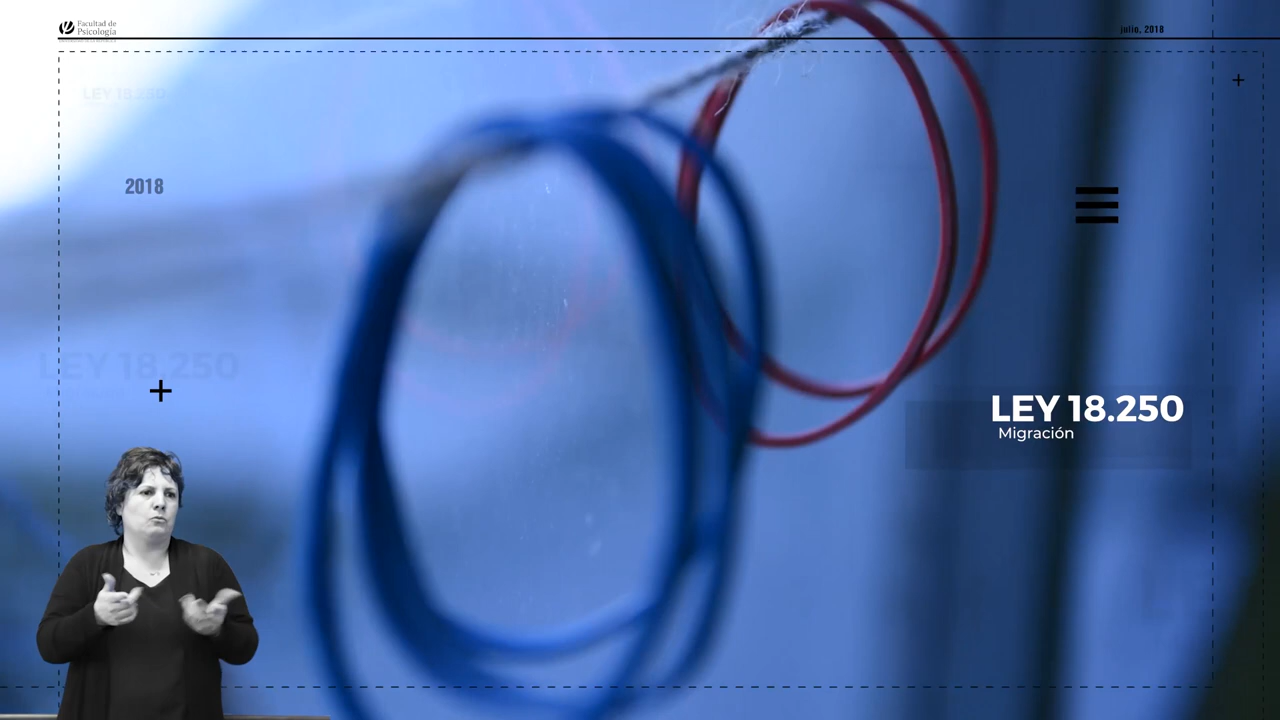 Facultad de
Psicología
julio, 2018
LEY 18.250
2018
LEY 18.250
LEY 18.250
Migración